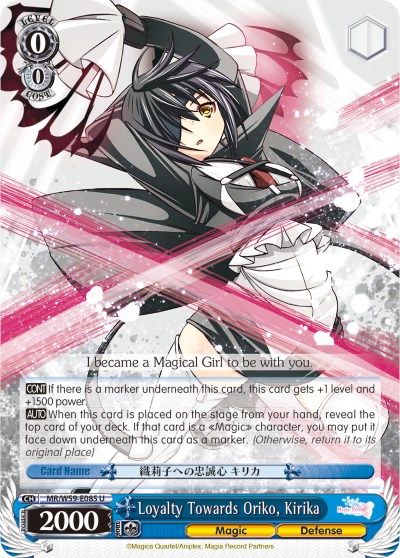 LEVEL
0
0
COST
I became a Magical Girl to be with you.
CONT If there is a marker underneath this card, this card gets +1 level and
+1500 power.
AUTO When this card is placed on the stage from your hand, reveal the
top card of your deck. If that card is a «Magic» character, you may put it
face down underneath this card as a marker. (Otherwise, return it to its
original place)
Card Name 織莉子への忠誠心 キリカ
CH MR/W59-E085 U
Loyalty Towards Oriko, Kirika
POWER 2000 SOUL
Magic Defense
©Magica Quartet/Aniplex, Magia Record Partners